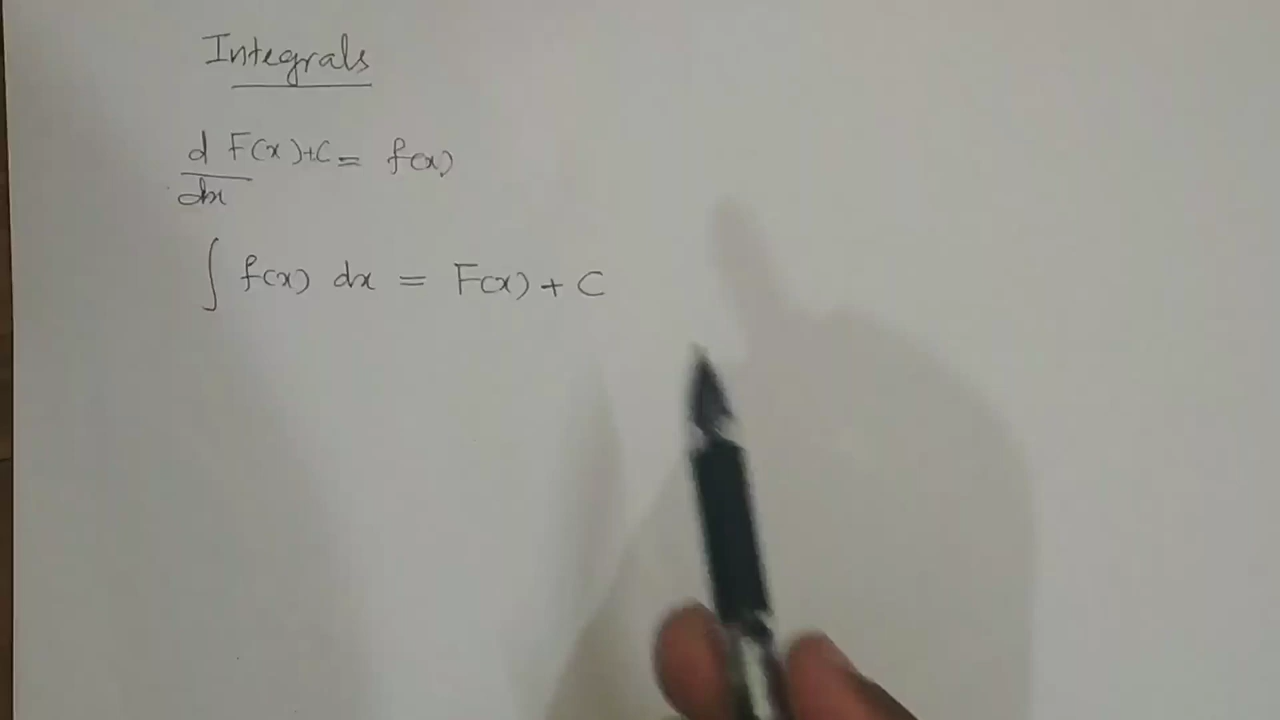 Integrals
d F(x)+C = f(x)
dx
∫ f(x) dx = F(x) + C